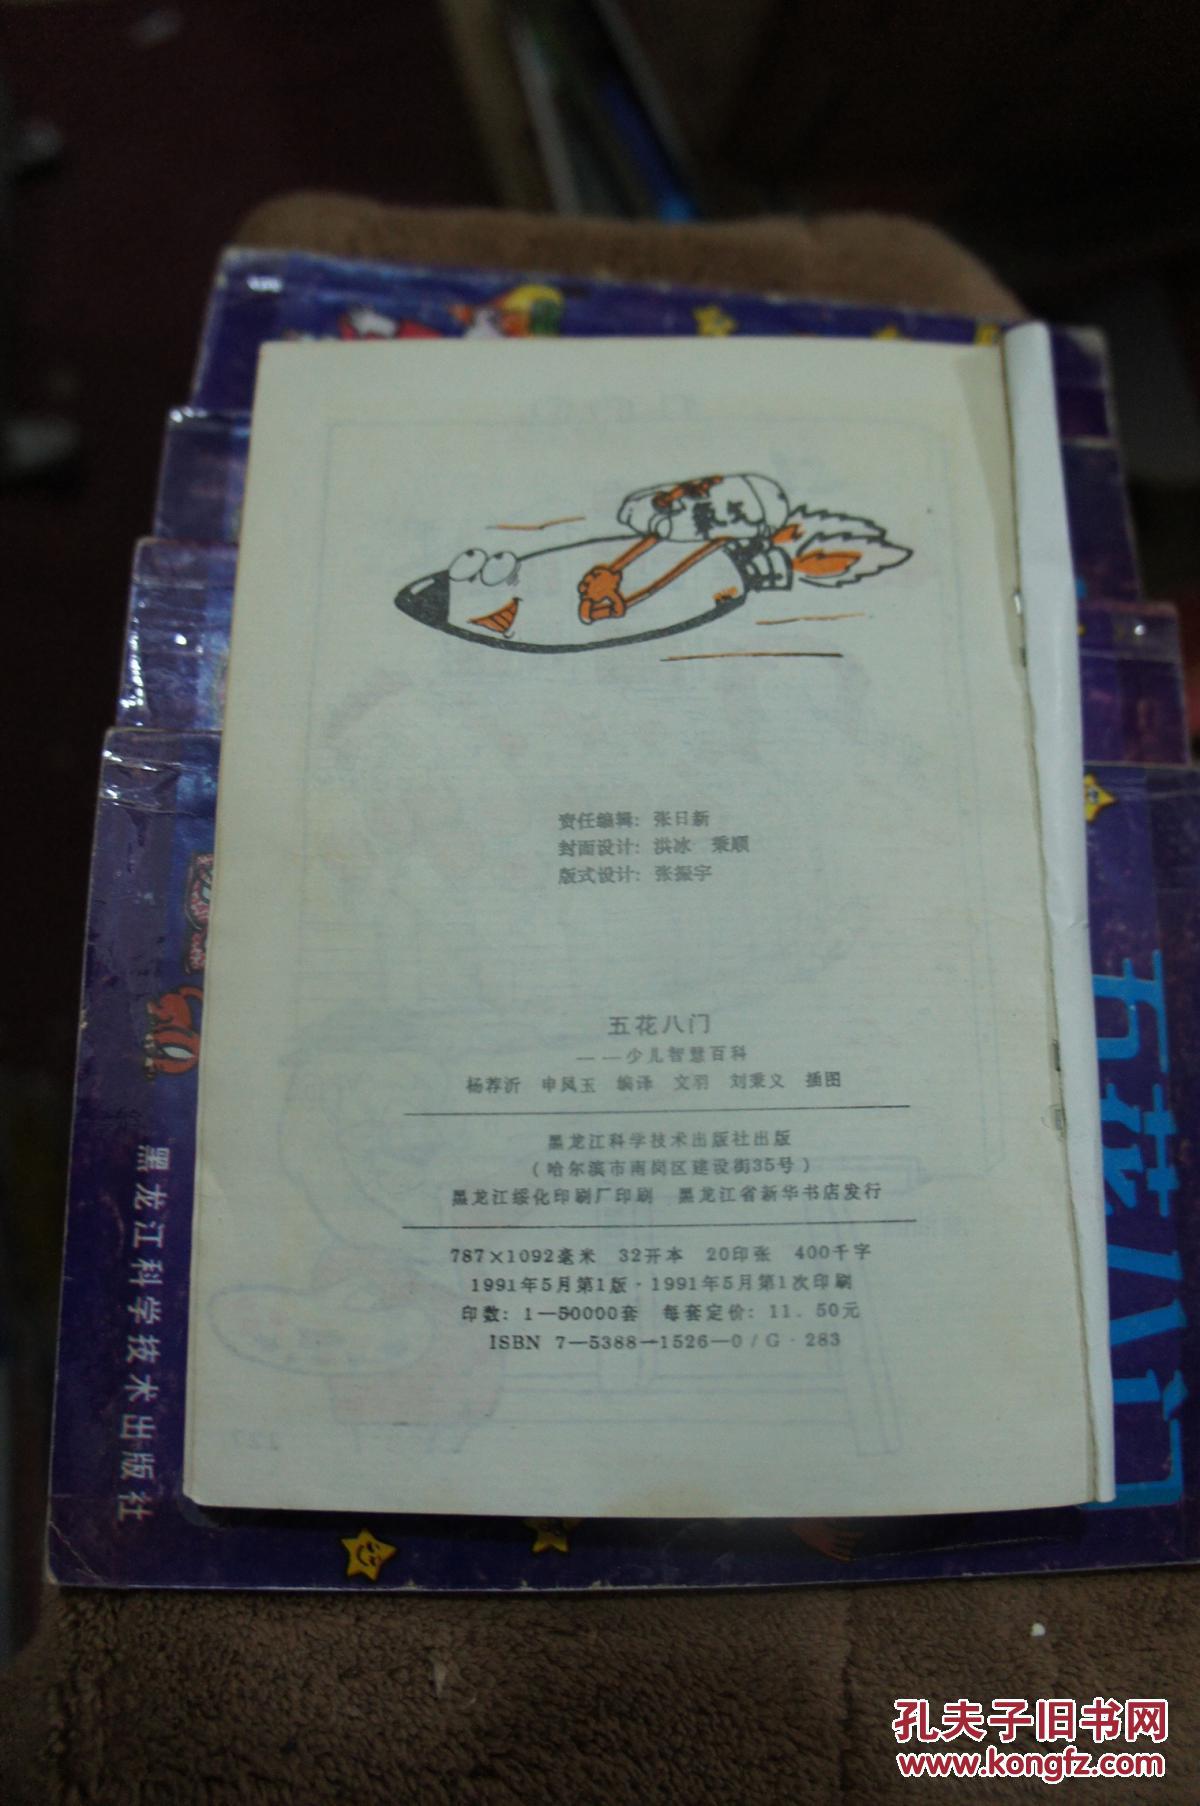 氧气
责任编辑：张日新
封面设计：洪冰　秉顺
版式设计：张振宇
五花八门
——少儿智慧百科
杨荐沂　申风玉　编译　文羽　刘秉义　插图
黑龙江科学技术出版社出版
（哈尔滨市南岗区建设街35号）
黑龙江绥化印刷厂印刷　黑龙江省新华书店发行
787×1092毫米　32开本　20印张　400千字
1991年5月第1版·1991年5月第1次印刷
印数：1—50000套　每套定价：11.50元
ISBN 7—5388—1526—0/G·283
黑龙江科学技术出版社
五花八门
孔夫子旧书网
www.kongfz.com